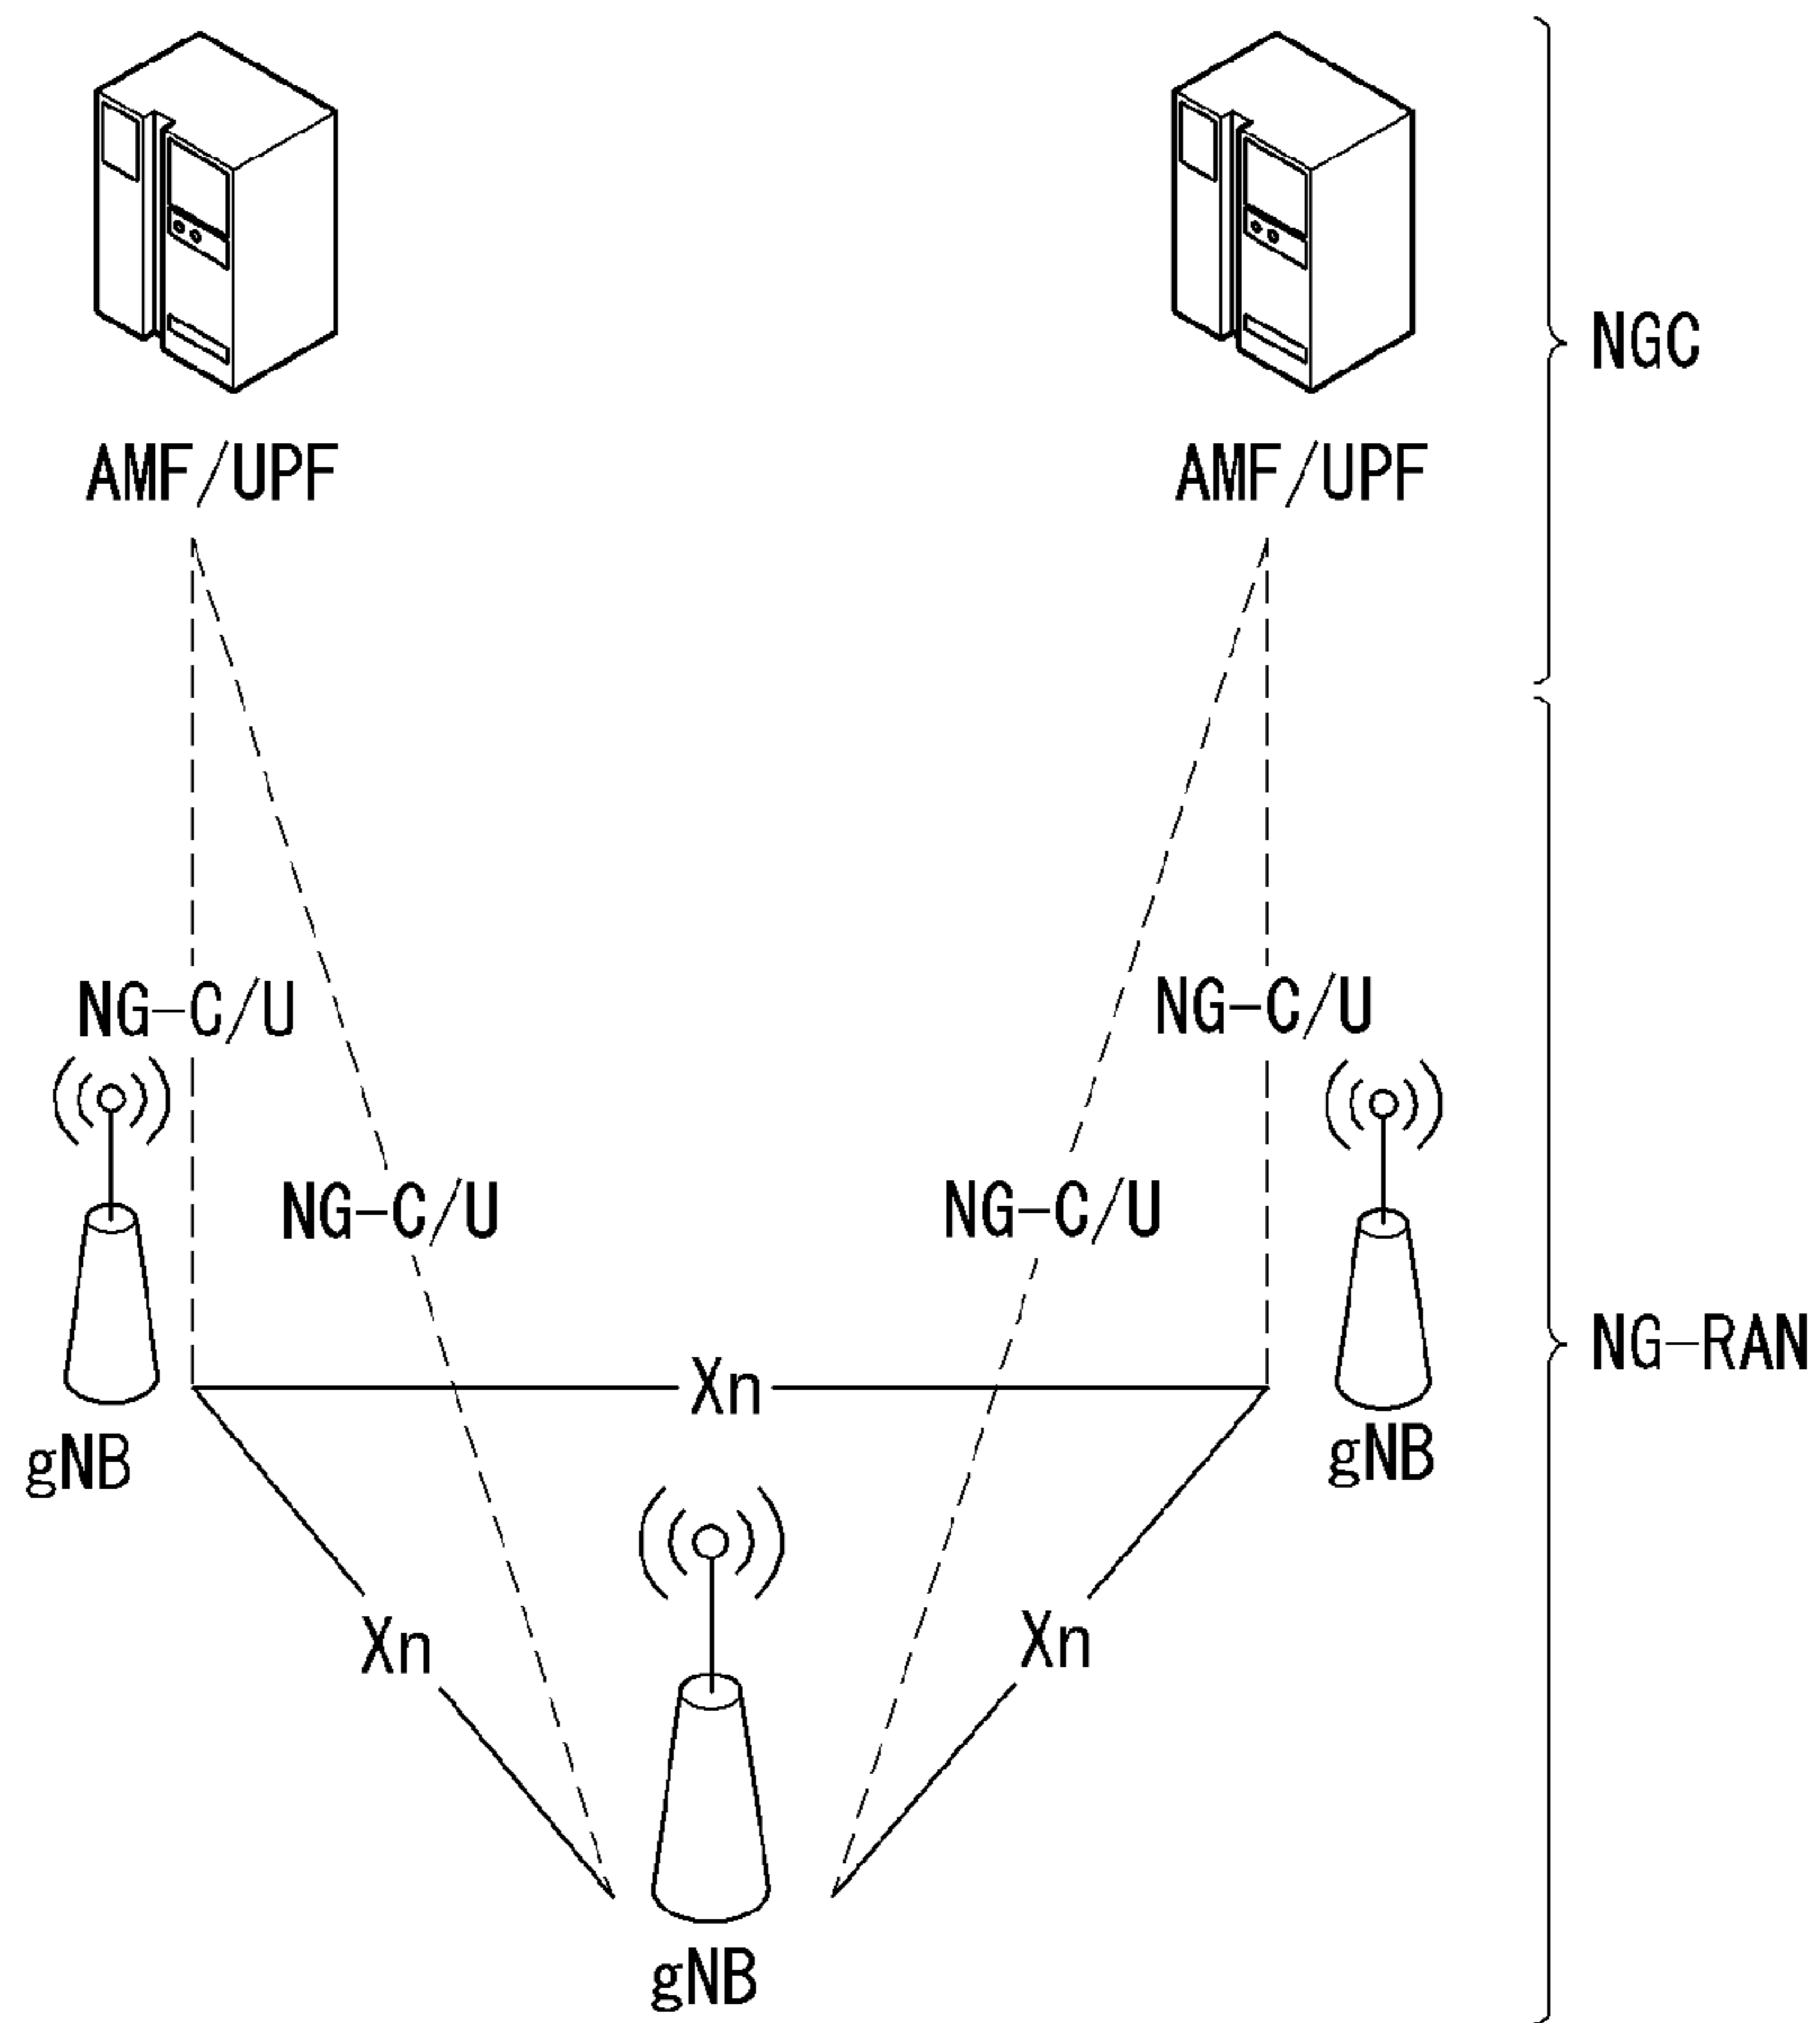 NGC
AMF/UPF
AMF/UPF
NG-C/U
NG-C/U
NG-C/U
NG-C/U
NG-RAN
Xn
gNB
gNB
Xn
Xn
gNB